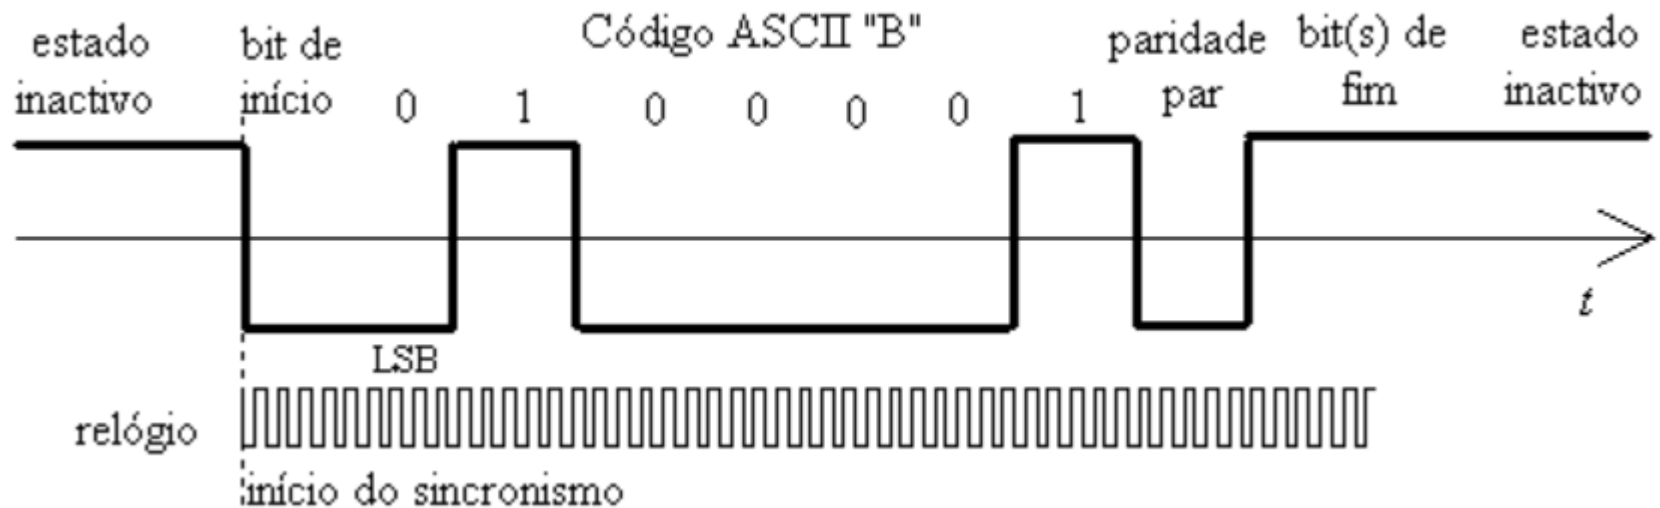 estado inactivo
bit de início
Código ASCII "B"
0 1 0 0 0 0 1
paridade par
bit(s) de fim
estado inactivo
t
LSB
relógio
início do sincronismo